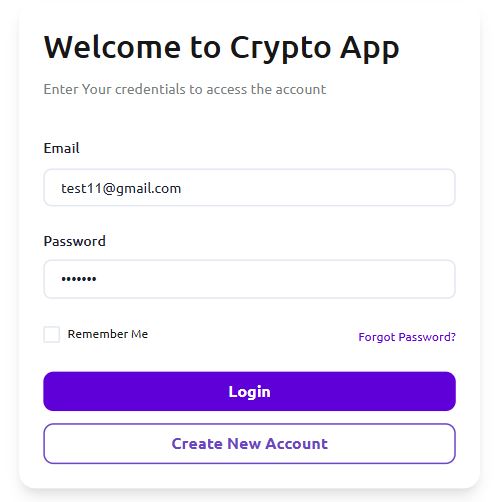 Welcome to Crypto App
Enter Your credentials to access the account
Email
test11@gmail.com
Password
•••••••
Remember Me
Forgot Password?
Login
Create New Account